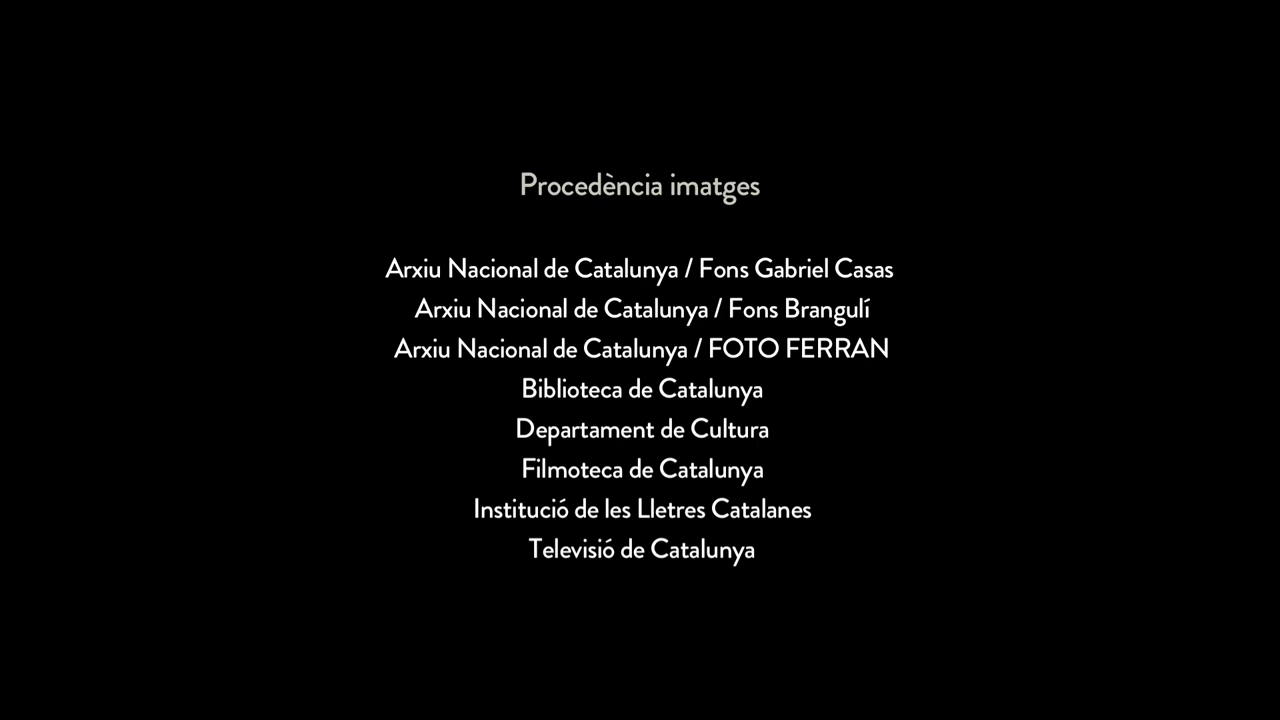 Procedència imatges
Arxiu Nacional de Catalunya / Fons Gabriel Casas
Arxiu Nacional de Catalunya / Fons Brangulí
Arxiu Nacional de Catalunya / FOTO FERRAN
Biblioteca de Catalunya
Departament de Cultura
Filmoteca de Catalunya
Institució de les Lletres Catalanes
Televisió de Catalunya